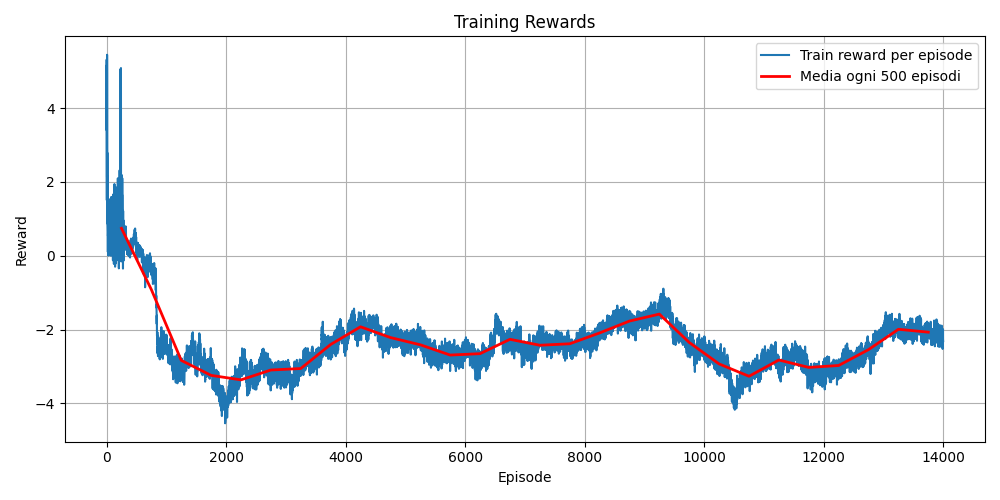 Training Rewards
Train reward per episode
Media ogni 500 episodi
Reward
4
2
0
−2
−4
0 2000 4000 6000 8000 10000 12000 14000
Episode